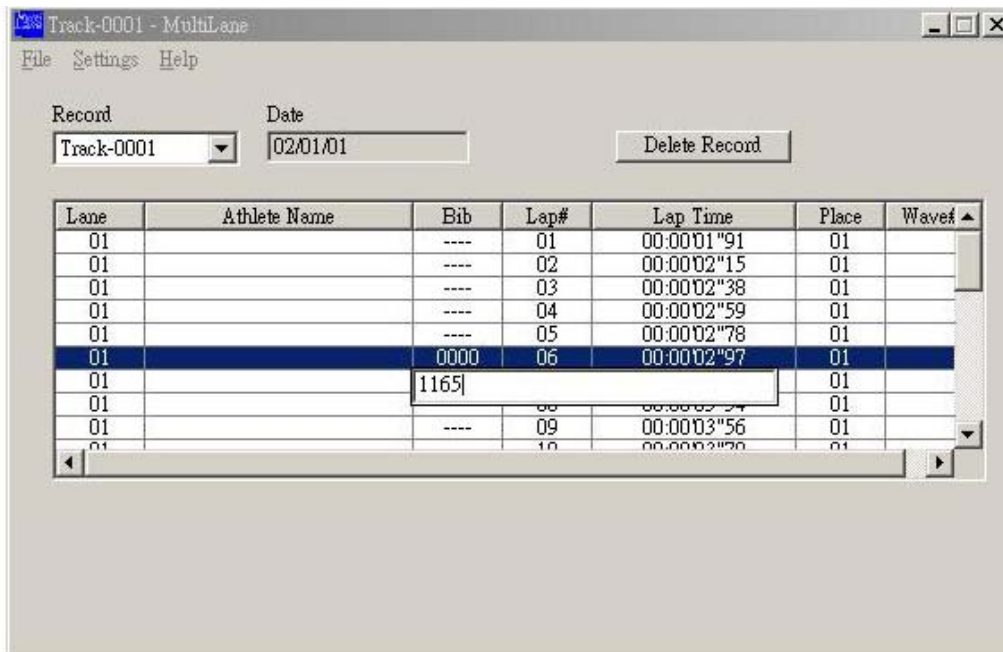 Track-0001 - MultiLane
File Settings Help
Record Date
Track-0001 02/01/01 Delete Record
Lane Athlete Name Bib Lap# Lap Time Place Wave#
01 ---- 01 00:00'01"91 01
01 ---- 02 00:00'02"15 01
01 ---- 03 00:00'02"38 01
01 ---- 04 00:00'02"59 01
01 ---- 05 00:00'02"78 01
01 0000 06 00:00'02"97 01
01 1165 01
01 01
01 ---- 09 00:00'03"56 01
01 10 01